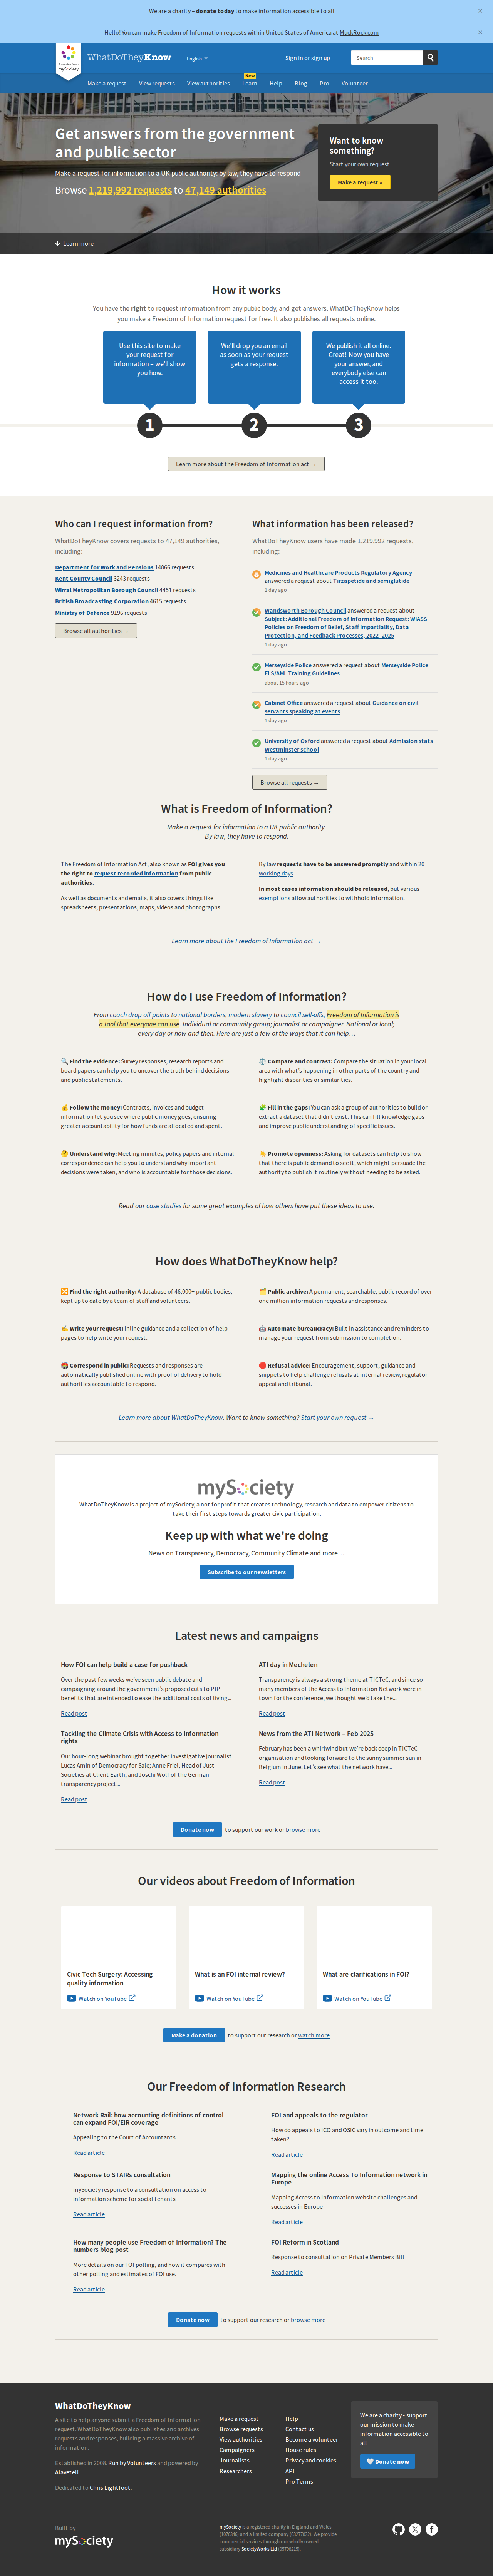 We are a charity – donate today to make information accessible to all
×
Hello! You can make Freedom of Information requests within United States of America at MuckRock.com
×
a service from
mySociety
WhatDoTheyKnow
English
Sign in or sign up
Search
Make a request
View requests
View authorities
New
Learn
Help
Blog
Pro
Volunteer
Get answers from the government
and public sector
Make a request for information to a UK public authority: by law, they have to respond
Browse 1,219,992 requests to 47,149 authorities
Want to know
something?
Start your own request
Make a request »
↓ Learn more
How it works
You have the right to request information from any public body, and get answers. WhatDoTheyKnow helps
you make a Freedom of Information request for free. It also publishes all requests online.
Use this site to make
your request for
information – we'll show
you how.
We'll drop you an email
as soon as your request
gets a response.
We publish it all online.
Great! Now you have
your answer, and
everybody else can
access it too.
1
2
3
Learn more about the Freedom of Information act →
Who can I request information from?
WhatDoTheyKnow covers requests to 47,149 authorities,
including:
Department for Work and Pensions 14866 requests
Kent County Council 3243 requests
Wirral Metropolitan Borough Council 4451 requests
British Broadcasting Corporation 4615 requests
Ministry of Defence 9196 requests
Browse all authorities →
What information has been released?
WhatDoTheyKnow users have made 1,219,992 requests,
including:
Medicines and Healthcare Products Regulatory Agency
answered a request about Tirzapetide and semiglutide
1 day ago
Wandsworth Borough Council answered a request about
Subject: Additional Freedom of Information Request: WIASS
Policies on Freedom of Belief, Staff Impartiality, Data
Protection, and Feedback Processes, 2022–2025
1 day ago
Merseyside Police answered a request about Merseyside Police
ELS/AML Training Guidelines
about 15 hours ago
Cabinet Office answered a request about Guidance on civil
servants speaking at events
1 day ago
University of Oxford answered a request about Admission stats
Westminster school
1 day ago
Browse all requests →
What is Freedom of Information?
Make a request for information to a UK public authority.
By law, they have to respond.
The Freedom of Information Act, also known as FOI gives you
the right to request recorded information from public
authorities.
As well as documents and emails, it also covers things like
spreadsheets, presentations, maps, videos and photographs.
By law requests have to be answered promptly and within 20
working days.
In most cases information should be released, but various
exemptions allow authorities to withhold information.
Learn more about the Freedom of Information act →
How do I use Freedom of Information?
From coach drop off points to national borders; modern slavery to council sell-offs, Freedom of Information is
a tool that everyone can use. Individual or community group; journalist or campaigner. National or local;
every day or now and then. Here are just a few of the ways that it can help…
🔍 Find the evidence: Survey responses, research reports and
board papers can help you to uncover the truth behind decisions
and public statements.
⚖️ Compare and contrast: Compare the situation in your local
area with what's happening in other parts of the country and
highlight disparities or similarities.
💰 Follow the money: Contracts, invoices and budget
information let you see where public money goes, ensuring
greater accountability for how funds are allocated and spent.
🧩 Fill in the gaps: You can ask a group of authorities to build or
extract a dataset that didn't exist. This can fill knowledge gaps
and improve public understanding of specific issues.
🤔 Understand why: Meeting minutes, policy papers and internal
correspondence can help you to understand why important
decisions were taken, and who is accountable for those decisions.
☀️ Promote openness: Asking for datasets can help to show
that there is public demand to see it, which might persuade the
authority to publish it routinely without needing to be asked.
Read our case studies for some great examples of how others have put these ideas to use.
How does WhatDoTheyKnow help?
🔀 Find the right authority: A database of 46,000+ public bodies,
kept up to date by a team of staff and volunteers.
🗂️ Public archive: A permanent, searchable, public record of over
one million information requests and responses.
✍️ Write your request: Inline guidance and a collection of help
pages to help write your request.
🤖 Automate bureaucracy: Built in assistance and reminders to
manage your request from submission to completion.
📮 Correspond in public: Requests and responses are
automatically published online with proof of delivery to hold
authorities accountable to respond.
🛑 Refusal advice: Encouragement, support, guidance and
snippets to help challenge refusals at internal review, regulator
appeal and tribunal.
Learn more about WhatDoTheyKnow. Want to know something? Start your own request →
mySociety
WhatDoTheyKnow is a project of mySociety, a not for profit that creates technology, research and data to empower citizens to
take their first steps towards greater civic participation.
Keep up with what we're doing
News on Transparency, Democracy, Community Climate and more…
Subscribe to our newsletters
Latest news and campaigns
How FOI can help build a case for pushback
Over the past few weeks we've seen public debate and
campaigning around the government's proposed cuts to PIP —
benefits that are intended to ease the additional costs of living...
Read post
ATI day in Mechelen
Transparency is always a strong theme at TICTeC, and since so
many members of the Access to Information Network were in
town for the conference, we thought we'd take the...
Read post
Tackling the Climate Crisis with Access to Information
rights
Our hour-long webinar brought together investigative journalist
Lucas Amin of Democracy for Sale; Anne Friel, Head of Just
Societies at Client Earth; and Joschi Wolf of the German
transparency project...
Read post
News from the ATI Network – Feb 2025
February has been a whirlwind but we're back deep in TICTeC
organisation and looking forward to the sunny summer sun in
Belgium in June. Let's see what the network have...
Read post
Donate now to support our work or browse more
Our videos about Freedom of Information
Civic Tech Surgery: Accessing
quality information
Watch on YouTube
What is an FOI internal review?
Watch on YouTube
What are clarifications in FOI?
Watch on YouTube
Make a donation to support our research or watch more
Our Freedom of Information Research
Network Rail: how accounting definitions of control
can expand FOI/EIR coverage
Appealing to the Court of Accountants.
Read article
FOI and appeals to the regulator
How do appeals to ICO and OSIC vary in outcome and time
taken?
Read article
Response to STAIRs consultation
mySociety response to a consultation on access to
information scheme for social tenants
Read article
Mapping the online Access To Information network in
Europe
Mapping Access to Information website challenges and
successes in Europe
Read article
How many people use Freedom of Information? The
numbers blog post
More details on our FOI polling, and how it compares with
other polling and estimates of FOI use.
Read article
FOI Reform in Scotland
Response to consultation on Private Members Bill
Read article
Donate now to support our research or browse more
WhatDoTheyKnow
A site to help anyone submit a Freedom of Information
request. WhatDoTheyKnow also publishes and archives
requests and responses, building a massive archive of
information.
Established in 2008. Run by Volunteers and powered by
Alaveteli.
Dedicated to Chris Lightfoot.
Make a request
Browse requests
View authorities
Campaigners
Journalists
Researchers
Help
Contact us
Become a volunteer
House rules
Privacy and cookies
API
Pro Terms
We are a charity - support
our mission to make
information accessible to
all
🤍 Donate now
Built by
mySociety
mySociety is a registered charity in England and Wales
(1076346) and a limited company (03277032). We provide
commercial services through our wholly owned
subsidiary SocietyWorks Ltd (05798215).